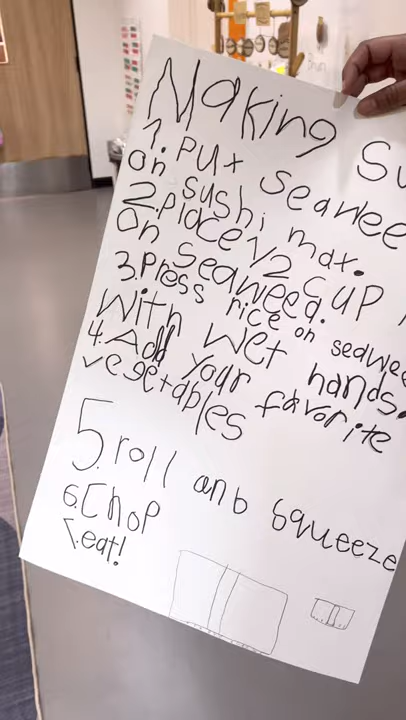 Making Su
1. Put seawee
on sushi mat.
2. place 1/2 cup
on seaweed.
3. Press rice on seawee
with wet hands.
4. Add your favorite
vegetables
5. roll anb squeeze
6. Chop
7. eat!